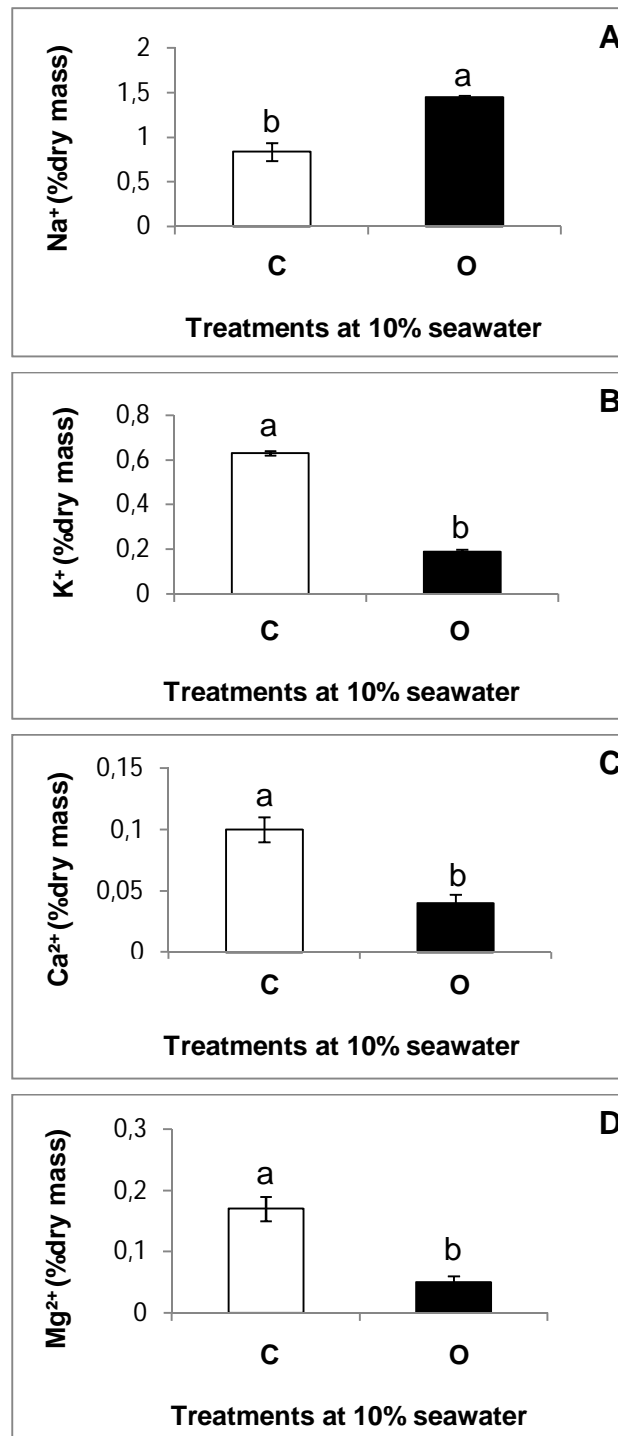 A
Na⁺ (%dry mass)
2
1,5
1
0,5
0
b
a
C
O
Treatments at 10% seawater
B
K⁺ (%dry mass)
0,8
0,6
0,4
0,2
0
a
b
C
O
Treatments at 10% seawater
C
Ca²⁺ (%dry mass)
0,15
0,1
0,05
0
a
b
C
O
Treatments at 10% seawater
D
Mg²⁺ (%dry mass)
0,3
0,2
0,1
0
a
b
C
O
Treatments at 10% seawater